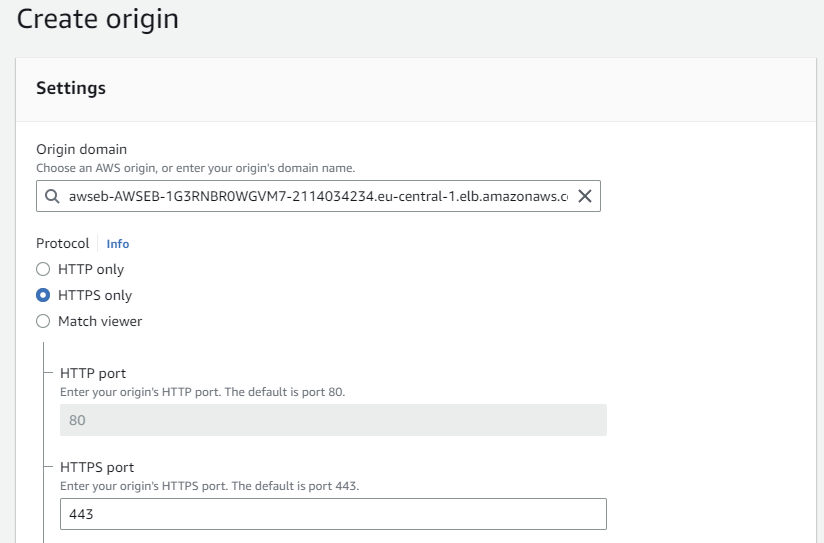 Create origin
Settings
Origin domain
Choose an AWS origin, or enter your origin's domain name.
awseb-AWSEB-1G3RNBR0WGVM7-2114034234.eu-central-1.elb.amazonaws.c
Protocol Info
HTTP only
HTTPS only
Match viewer
HTTP port
Enter your origin's HTTP port. The default is port 80.
80
HTTPS port
Enter your origin's HTTPS port. The default is port 443.
443